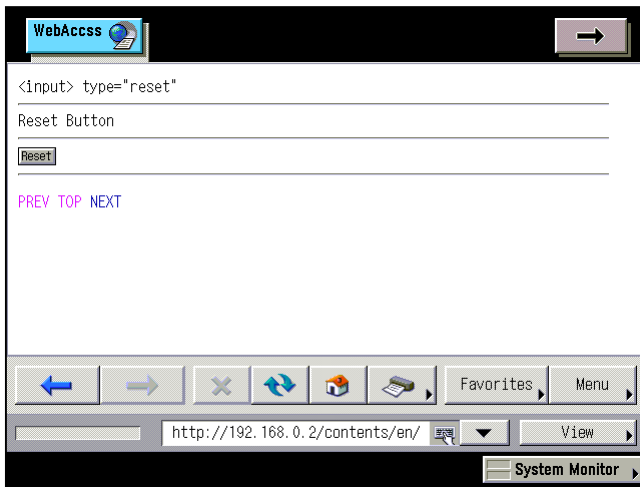 WebAccss
<input> type="reset"
Reset Button
Reset
PREV TOP NEXT
Favorites
Menu
http://192.168.0.2/contents/en/
View
System Monitor